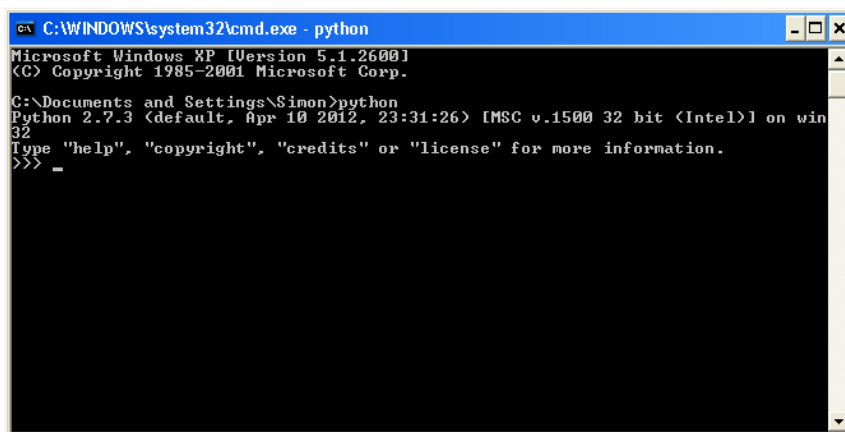 C:\WINDOWS\system32\cmd.exe - python
Microsoft Windows XP [Version 5.1.2600]
(C) Copyright 1985-2001 Microsoft Corp.
C:\Documents and Settings\Simon>python
Python 2.7.3 (default, Apr 10 2012, 23:31:26) [MSC v.1500 32 bit (Intel)] on win
32
Type "help", "copyright", "credits" or "license" for more information.
>>> _